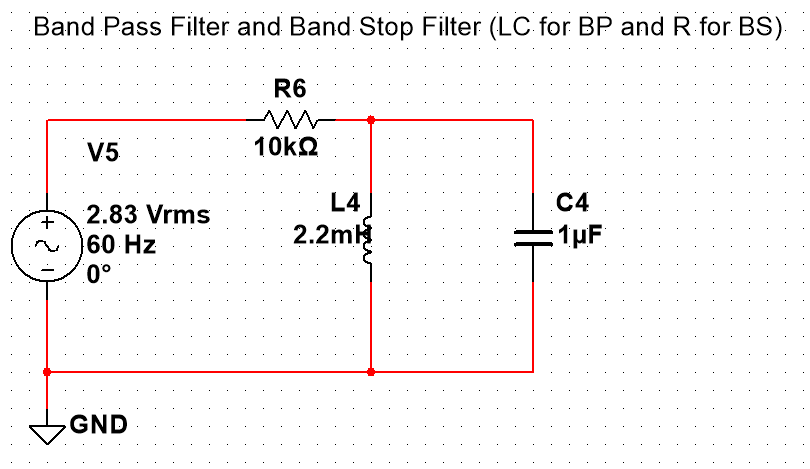 Band Pass Filter and Band Stop Filter (LC for BP and R for BS)
R6
10kΩ
V5
2.83 Vrms
60 Hz
0°
L4
2.2mH
C4
1µF
GND